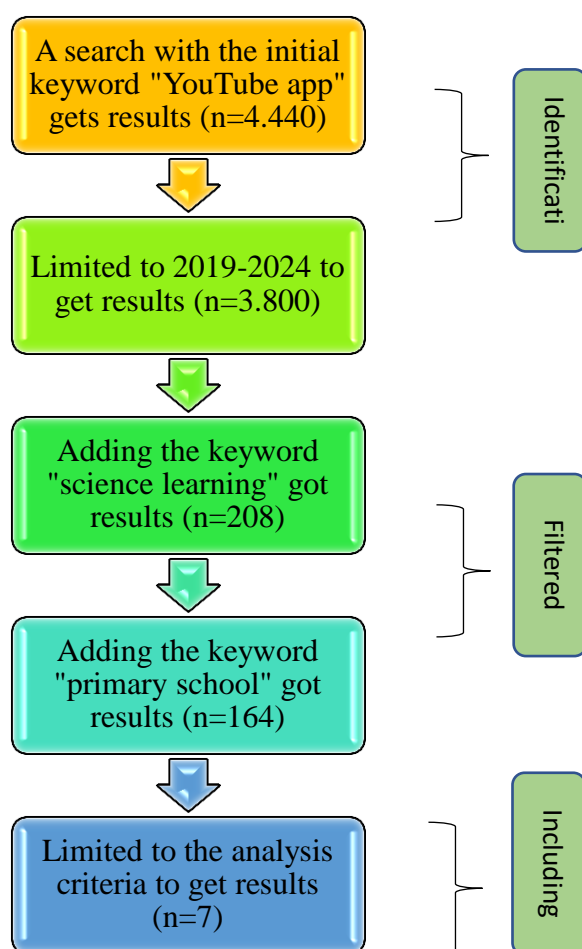 A search with the initial
keyword "YouTube app"
gets results (n=4.440)
Identificati
Limited to 2019-2024 to
get results (n=3.800)
Adding the keyword
"science learning" got
results (n=208)
Filtered
Adding the keyword
"primary school" got
results (n=164)
Limited to the analysis
criteria to get results
(n=7)
Including